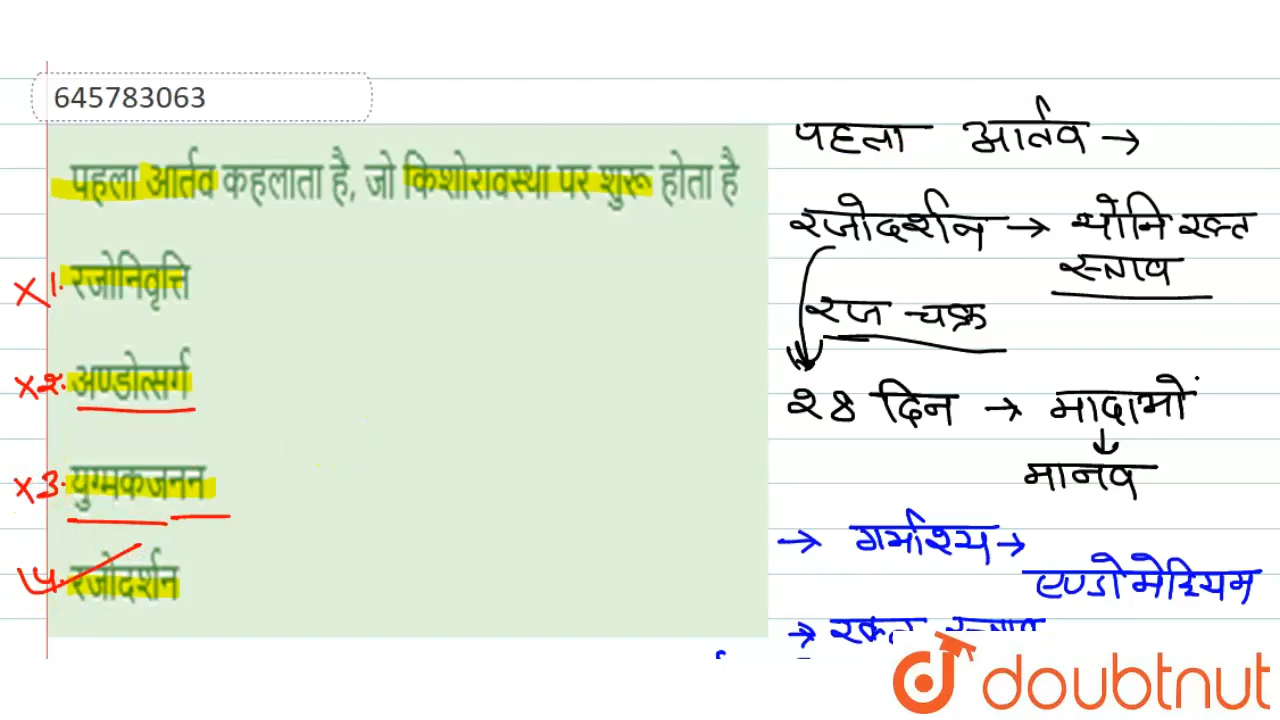 645783063
पहला आर्तव कहलाता है, जो किशोरावस्था पर शुरू होता है
X 1. रजोनिवृत्ति
X 2. अण्डोत्सर्ग
X 3. युग्मकजनन
4. रजोदर्शन
पहला आर्तव →
रजोदर्शन → योनि रक्त
स्त्राव
रज चक्र
28 दिन → मादाओं
मानव
→ गर्भाश्य →
एण्डोमेट्रियम
→ रक्त स्त्राव
doubtnut